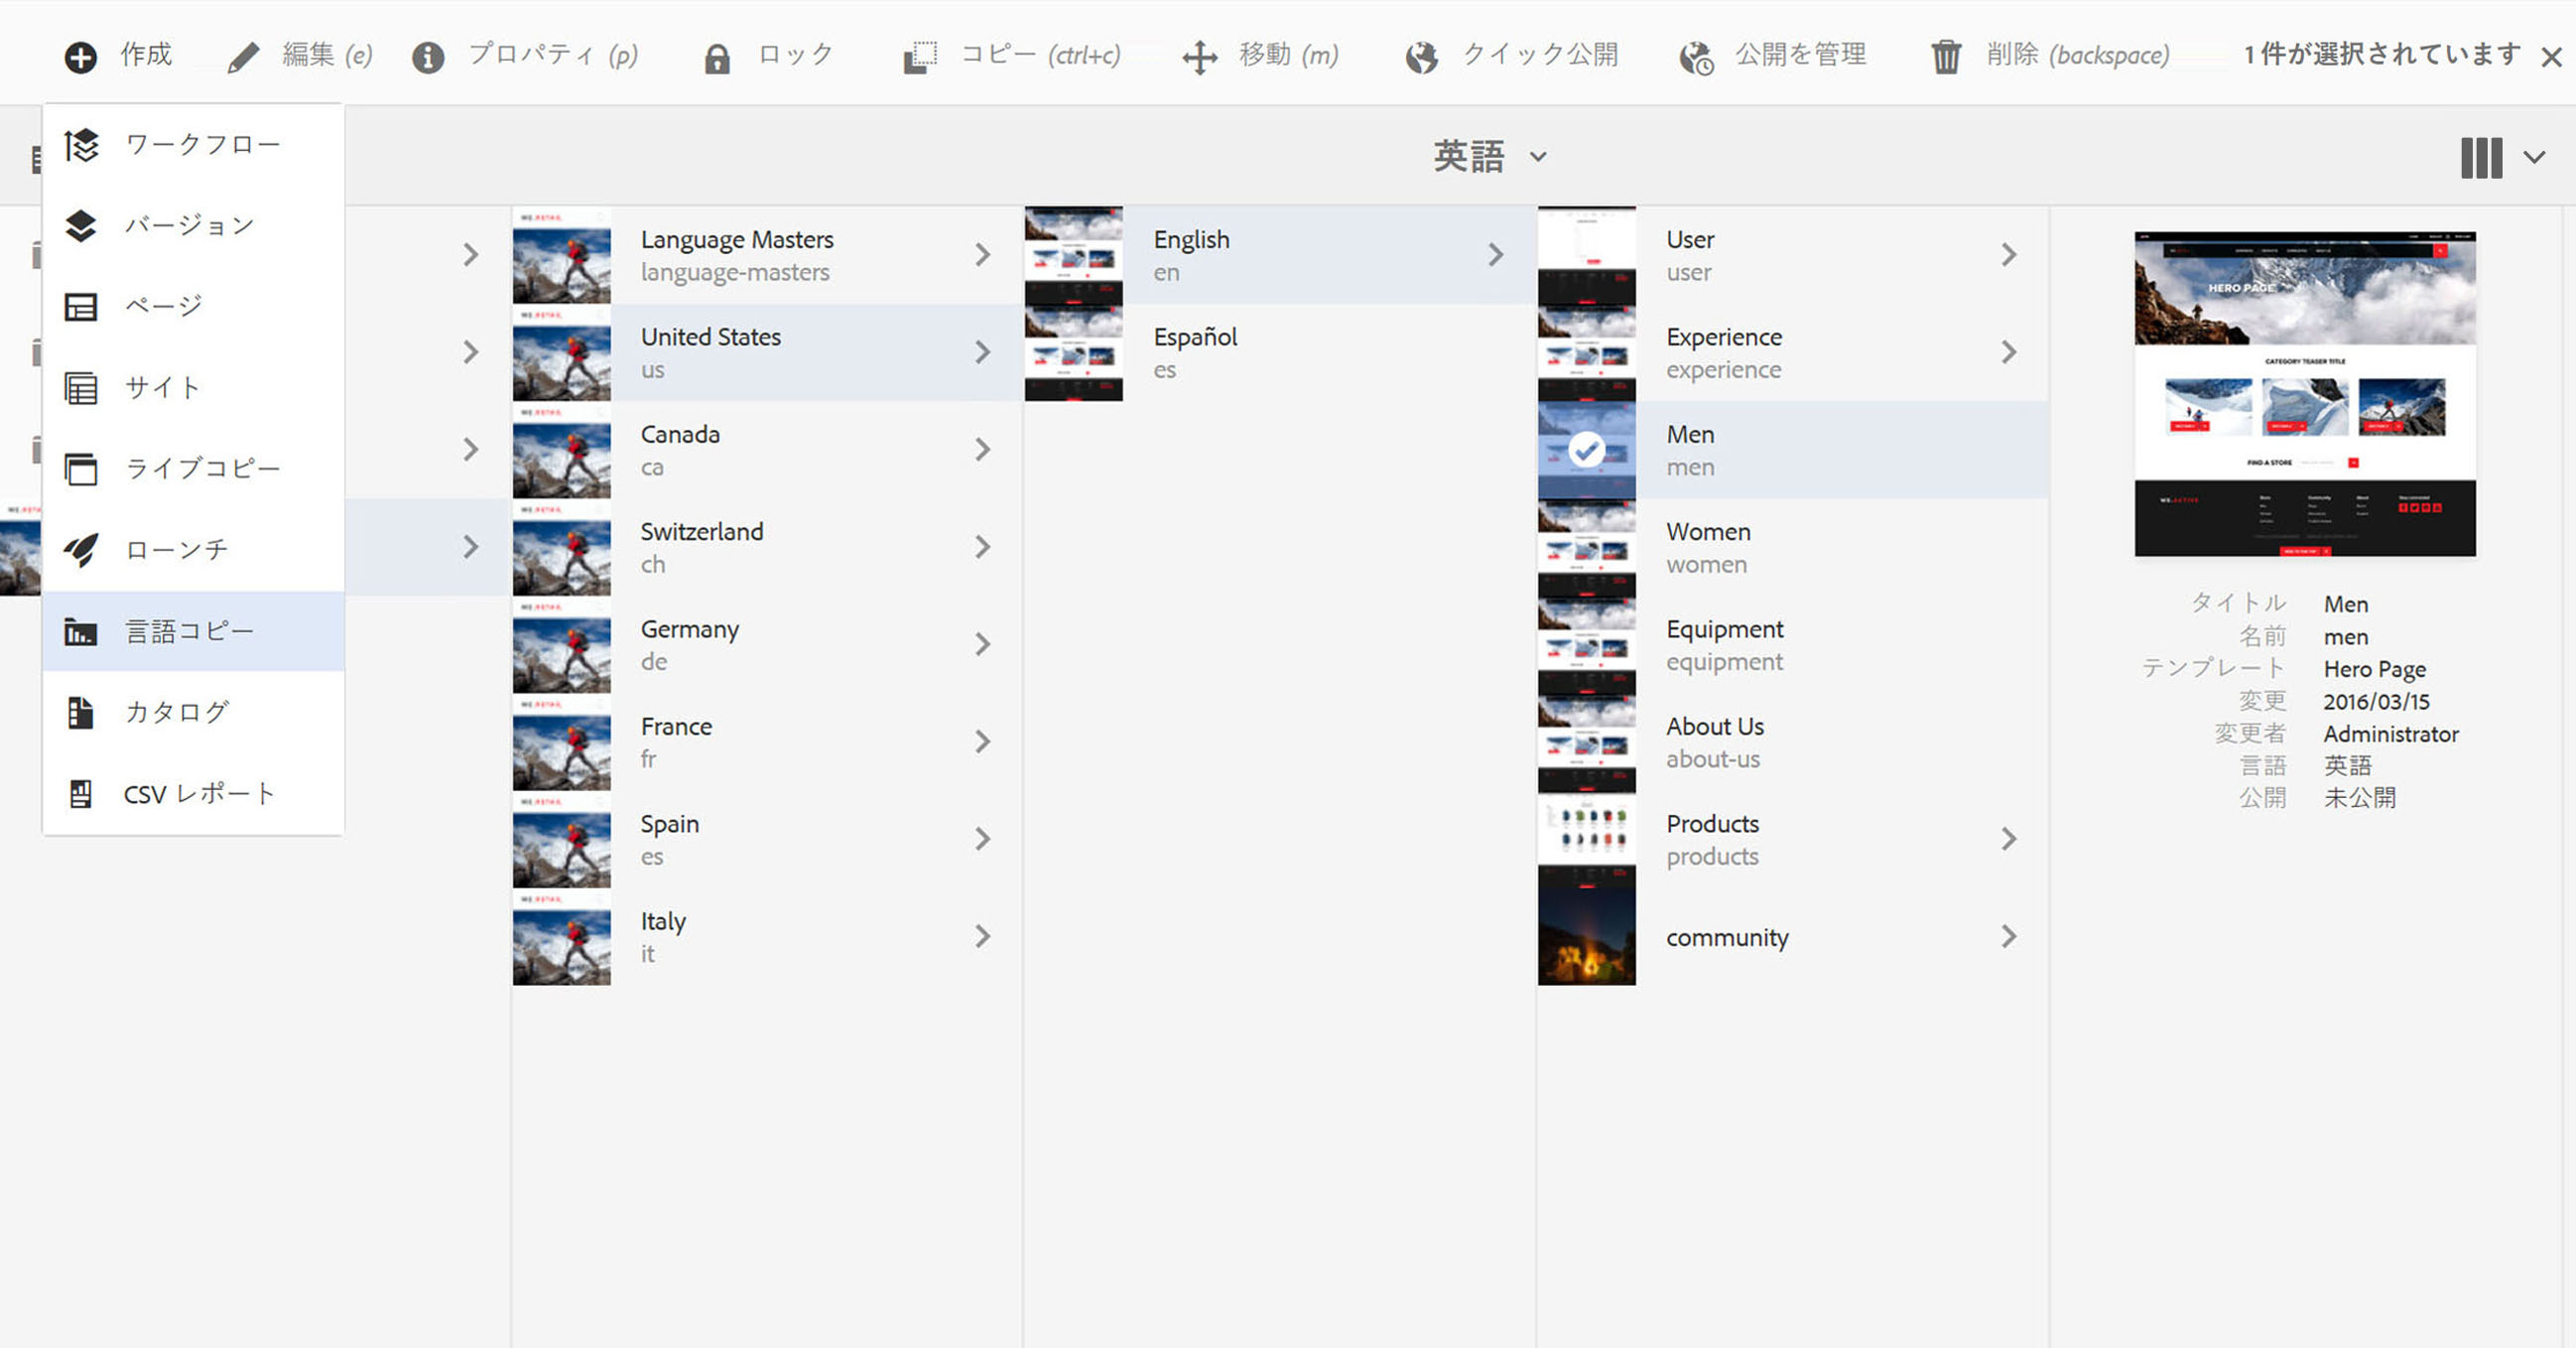 作成
編集 (e)
プロパティ (p)
ロック
コピー (ctrl+c)
移動 (m)
クイック公開
公開を管理
削除 (backspace)
1 件が選択されています
英語
ワークフロー
バージョン
ページ
サイト
ライブコピー
ローンチ
言語コピー
カタログ
CSV レポート
Language Masters
language-masters
United States
us
Canada
ca
Switzerland
ch
Germany
de
France
fr
Spain
es
Italy
it
English
en
Español
es
User
user
Experience
experience
Men
men
Women
women
Equipment
equipment
About Us
about-us
Products
products
community
HERO PAGE
CATEGORY TEASER TITLE
FIND A STORE
タイトル Men
名前 men
テンプレート Hero Page
変更 2016/03/15
変更者 Administrator
言語 英語
公開 未公開